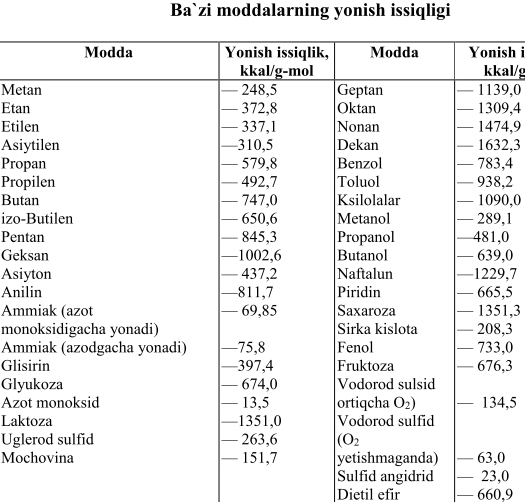 Ba`zi moddalarning yonish issiqligi
Modda Yonish issiqlik, Modda Yonish i
kkal/g-mol kkal/g
Metan — 248,5 Geptan — 1139,0
Etan — 372,8 Oktan — 1309,4
Etilen — 337,1 Nonan — 1474,9
Asiytilen —310,5 Dekan — 1632,3
Propan — 579,8 Benzol — 783,4
Propilen — 492,7 Toluol — 938,2
Butan — 747,0 Ksilolalar — 1090,0
izo-Butilen — 650,6 Metanol — 289,1
Pentan — 845,3 Propanol —481,0
Geksan —1002,6 Butanol — 639,0
Asiyton — 437,2 Naftalun —1229,7
Anilin —811,7 Piridin — 665,5
Ammiak (azot — 69,85 Saxaroza — 1351,3
monoksidigacha yonadi) Sirka kislota — 208,3
Ammiak (azodgacha yonadi) —75,8 Fenol — 733,0
Glisirin —397,4 Fruktoza — 676,3
Glyukoza — 674,0 Vodorod sulsid
Azot monoksid — 13,5 ortiqcha O₂) — 134,5
Laktoza —1351,0 Vodorod sulfid
Uglerod sulfid — 263,6 (O₂
Mochovina — 151,7 yetishmaganda) — 63,0
Sulfid angidrid — 23,0
Dietil efir — 660,9